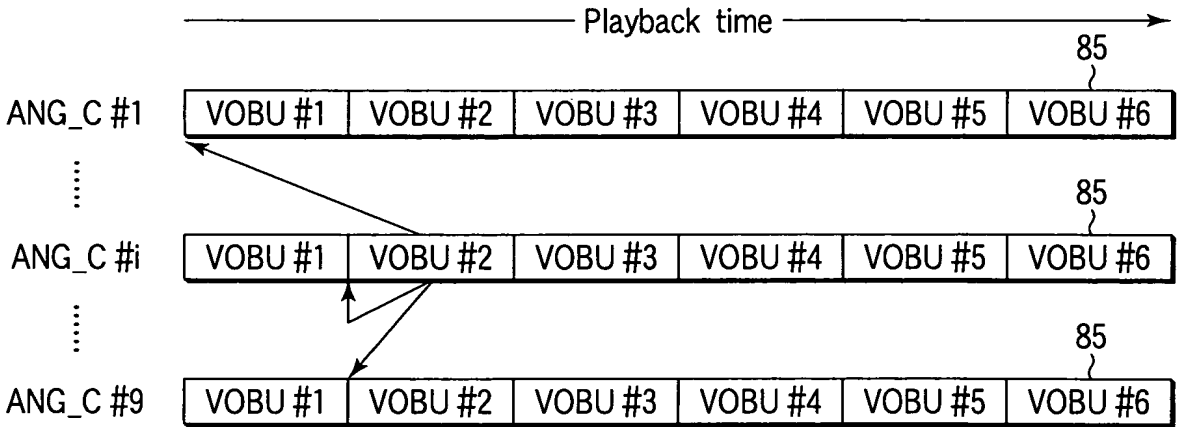 Playback time
85
ANG_C #1 VOBU #1 VOBU #2 VOBU #3 VOBU #4 VOBU #5 VOBU #6
85
ANG_C #i VOBU #1 VOBU #2 VOBU #3 VOBU #4 VOBU #5 VOBU #6
85
ANG_C #9 VOBU #1 VOBU #2 VOBU #3 VOBU #4 VOBU #5 VOBU #6